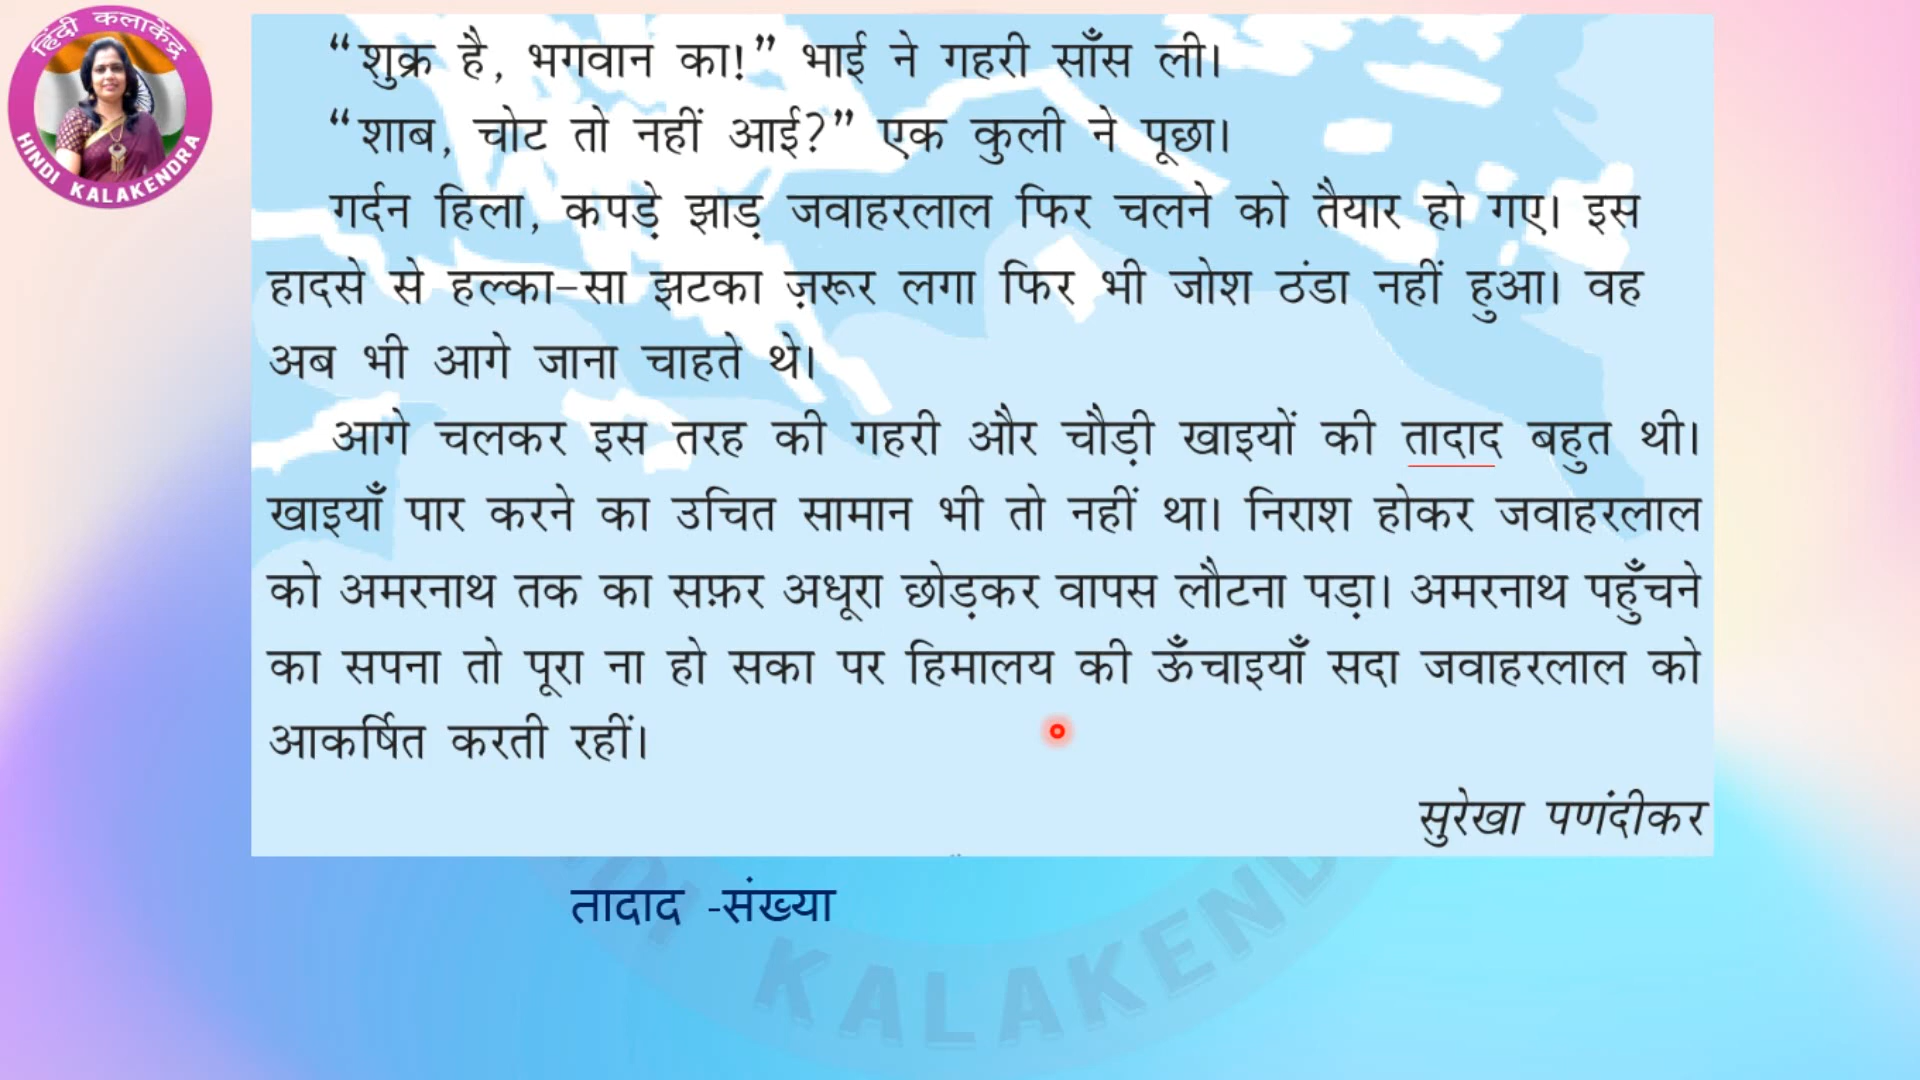 हिंदी कलाकेंद्र
HINDI KALAKENDRA
“शुक्र है, भगवान का!” भाई ने गहरी साँस ली।
“शाब, चोट तो नहीं आई?” एक कुली ने पूछा।
गर्दन हिला, कपड़े झाड़ जवाहरलाल फिर चलने को तैयार हो गए। इस
हादसे से हल्का-सा झटका ज़रूर लगा फिर भी जोश ठंडा नहीं हुआ। वह
अब भी आगे जाना चाहते थे।
आगे चलकर इस तरह की गहरी और चौड़ी खाइयों की तादाद बहुत थी।
खाइयाँ पार करने का उचित सामान भी तो नहीं था। निराश होकर जवाहरलाल
को अमरनाथ तक का सफ़र अधूरा छोड़कर वापस लौटना पड़ा। अमरनाथ पहुँचने
का सपना तो पूरा ना हो सका पर हिमालय की ऊँचाइयाँ सदा जवाहरलाल को
आकर्षित करती रहीं।
सुरेखा पणंदीकर
तादाद -संख्या
KALAKEND